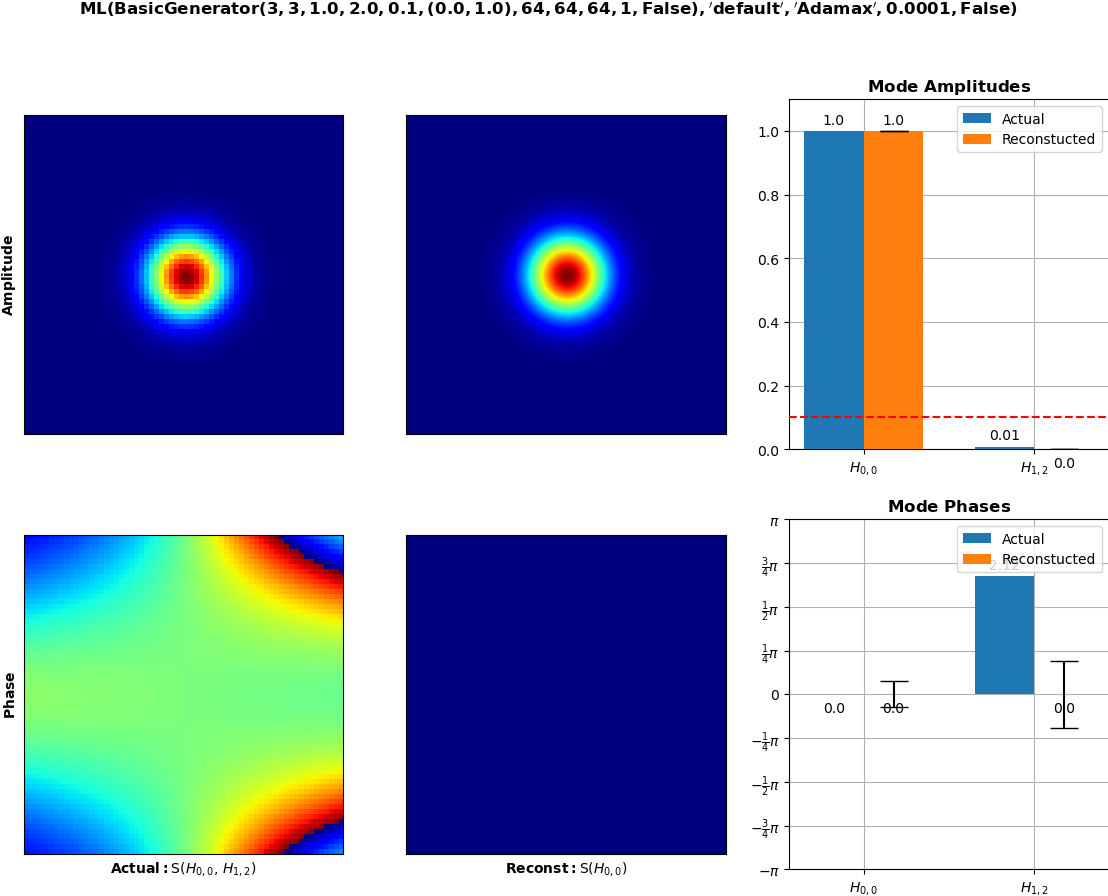 ML(BasicGenerator(3, 3, 1.0, 2.0, 0.1, (0.0, 1.0), 64, 64, 64, 1, False), 'default', 'Adamax', 0.0001, False)
Amplitude
Mode Amplitudes
Actual
Reconstucted
1.0
1.0
0.01
0.0
1.0
0.8
0.6
0.4
0.2
0.0
H0,0
H1,2
Phase
Actual: S(H0,0, H1,2)
Reconst: S(H0,0)
Mode Phases
Actual
Reconstucted
2.12
0.0
0.0
0.0
π
3/4π
1/2π
1/4π
0
−1/4π
−1/2π
−3/4π
−π
H0,0
H1,2